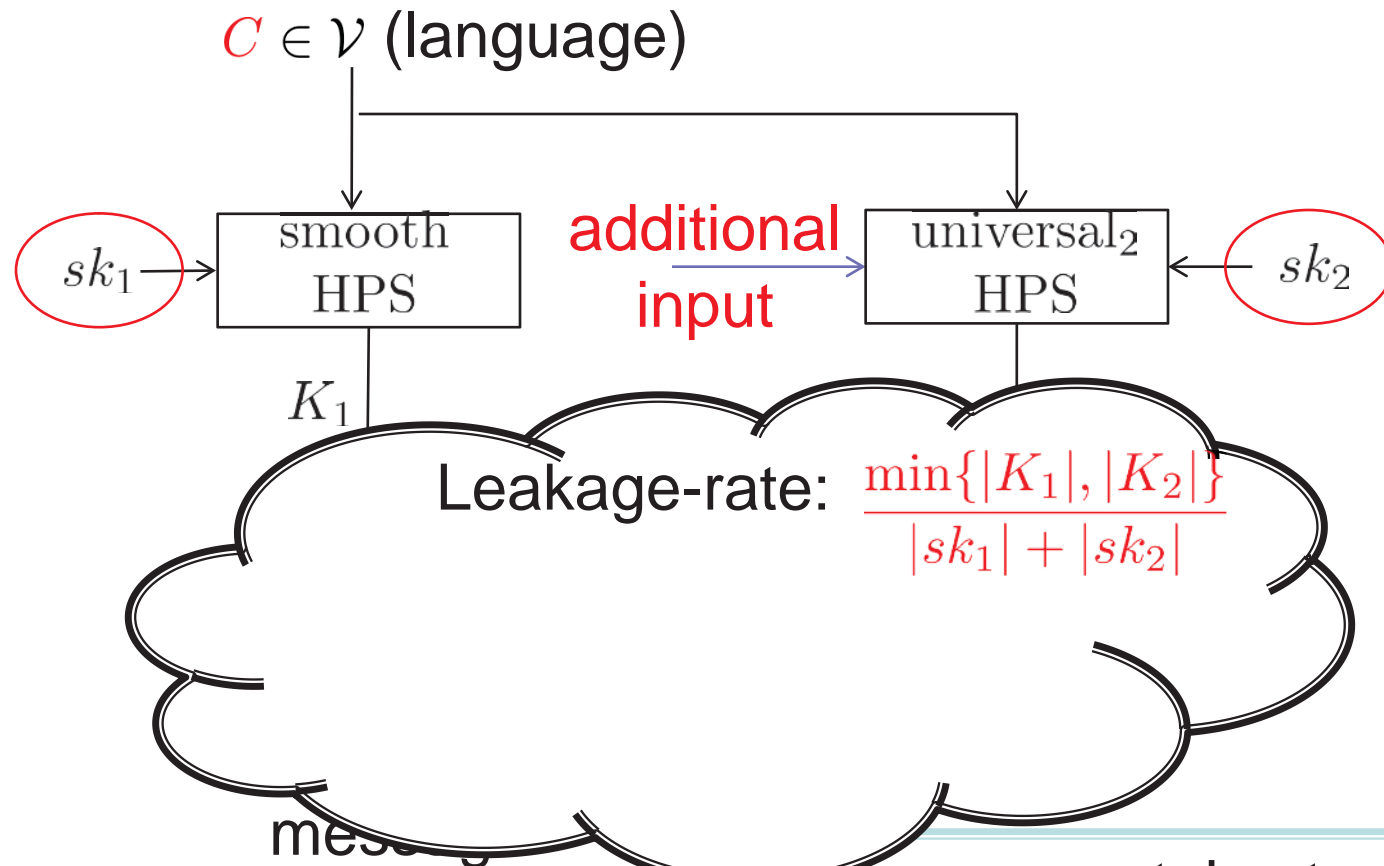 C ∈ 𝒱 (language)
smooth
HPS
sk₁
additional
input
universal₂
HPS
sk₂
K₁
Leakage-rate: min{|K₁|, |K₂|} / |sk₁| + |sk₂|